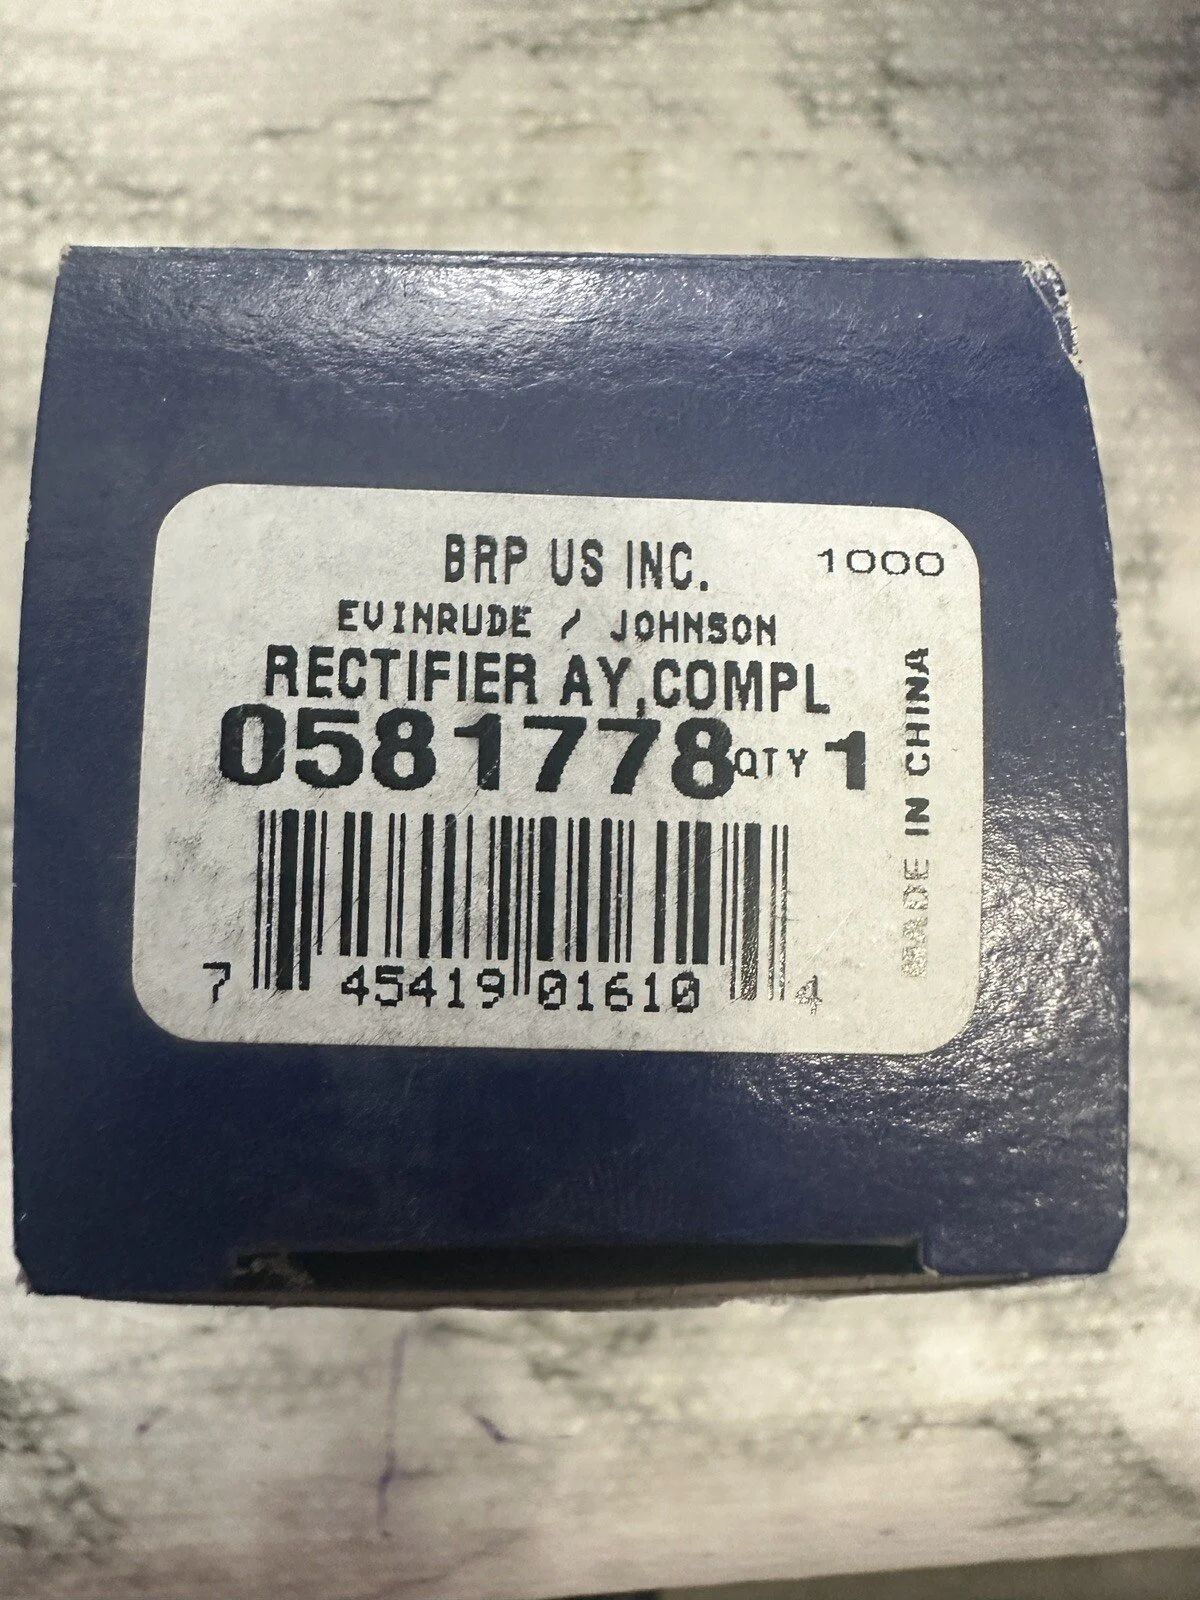 BRP US INC.
1000
EVINRUDE / JOHNSON
RECTIFIER AY,COMPL
0581778 QTY 1
MADE IN CHINA
7 45419 01610 4